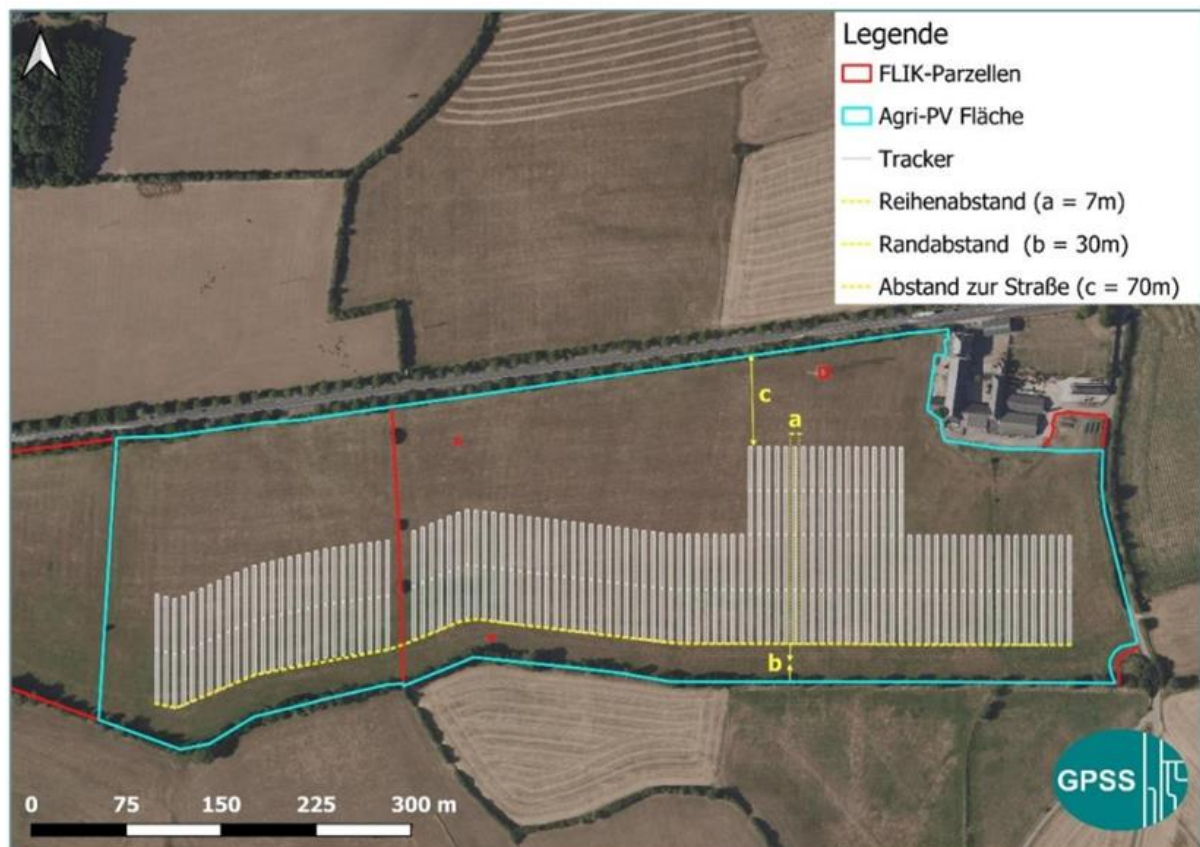 Legende
FLIK-Parzellen
Agri-PV Fläche
Tracker
Reihenabstand (a = 7m)
Randabstand (b = 30m)
Abstand zur Straße (c = 70m)
c
a
b
GPSS
0 75 150 225 300 m